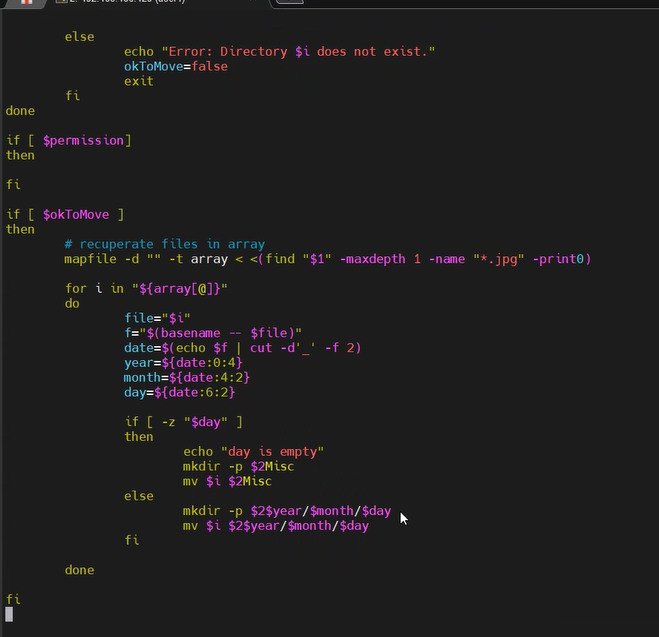 else
echo "Error: Directory $i does not exist."
okToMove=false
exit
fi
done
if [ $permission]
then
fi
if [ $okToMove ]
then
# recuperate files in array
mapfile -d "" -t array < <(find "$1" -maxdepth 1 -name "*.jpg" -print0)
for i in "${array[@]}"
do
file="$i"
f="$(basename -- $file)"
date=$(echo $f | cut -d'_' -f 2)
year=${date:0:4}
month=${date:4:2}
day=${date:6:2}
if [ -z "$day" ]
then
echo "day is empty"
mkdir -p $2Misc
mv $i $2Misc
else
mkdir -p $2$year/$month/$day
mv $i $2$year/$month/$day
fi
done
fi